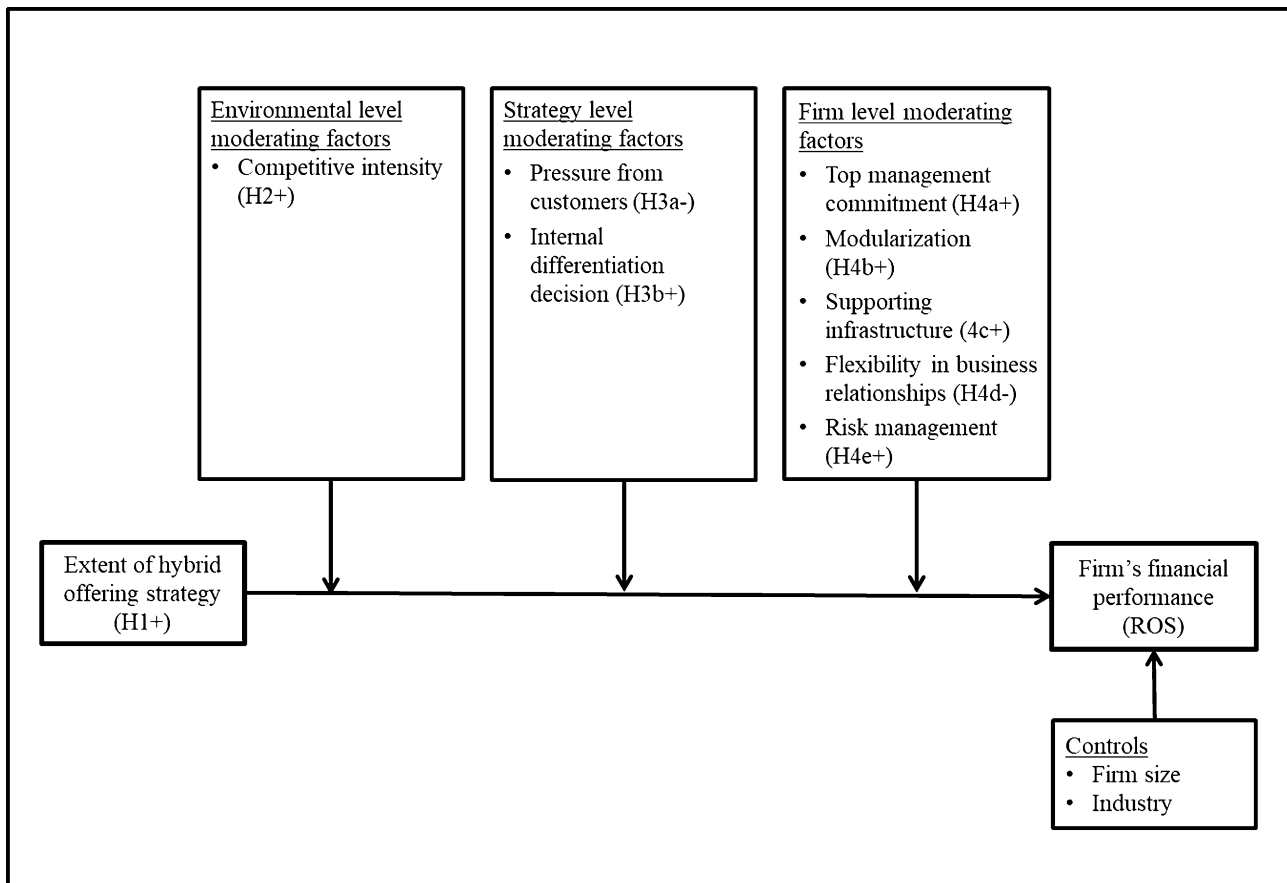 Environmental level
moderating factors
• Competitive intensity
(H2+)
Strategy level
moderating factors
• Pressure from
customers (H3a-)
• Internal
differentiation
decision (H3b+)
Firm level moderating
factors
• Top management
commitment (H4a+)
• Modularization
(H4b+)
• Supporting
infrastructure (4c+)
• Flexibility in business
relationships (H4d-)
• Risk management
(H4e+)
Extent of hybrid
offering strategy
(H1+)
Firm's financial
performance
(ROS)
Controls
• Firm size
• Industry